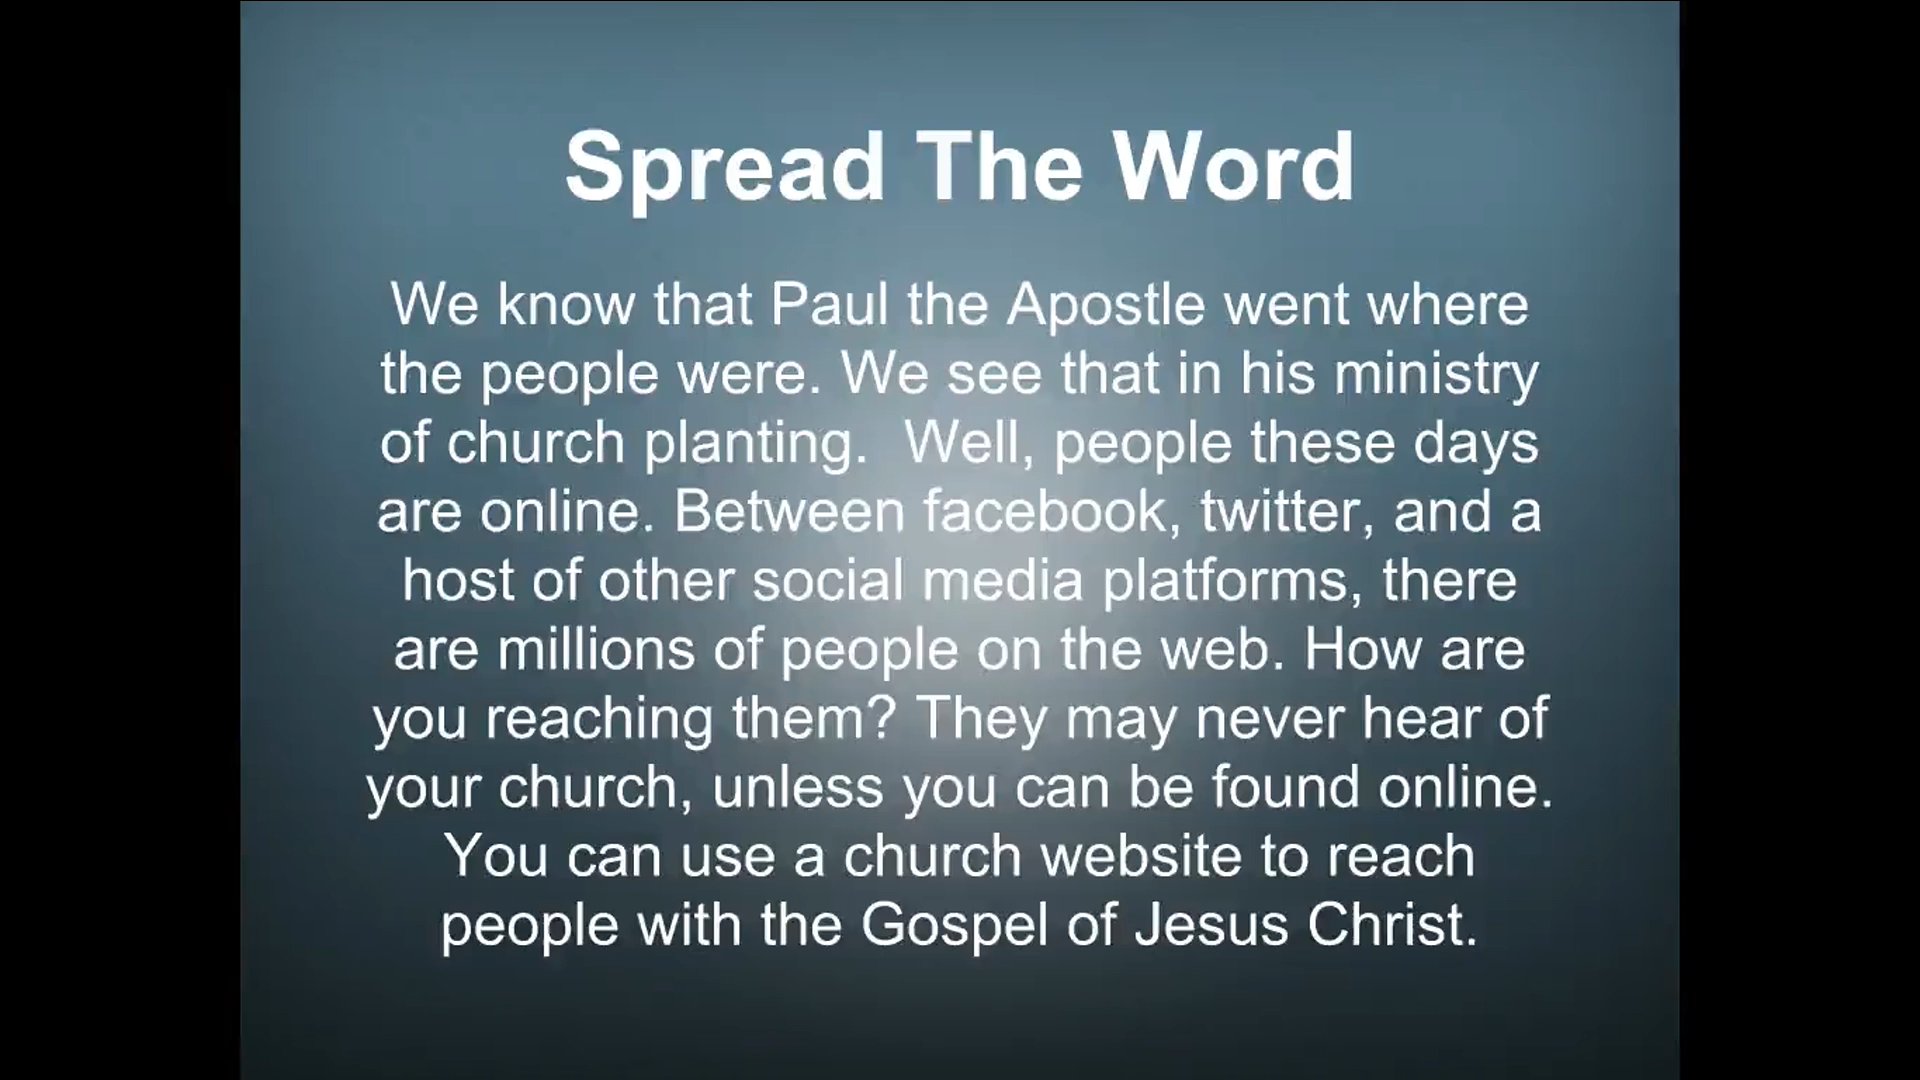 Spread The Word
We know that Paul the Apostle went where
the people were. We see that in his ministry
of church planting.  Well, people these days
are online. Between facebook, twitter, and a
host of other social media platforms, there
are millions of people on the web. How are
you reaching them? They may never hear of
your church, unless you can be found online.
You can use a church website to reach
people with the Gospel of Jesus Christ.